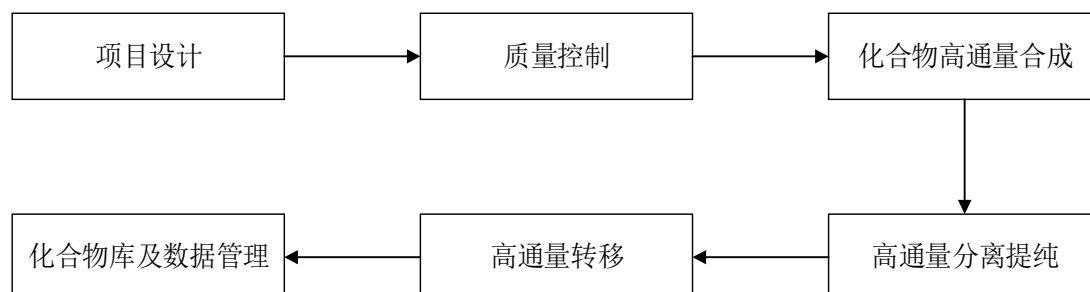 项目设计
质量控制
化合物高通量合成
高通量分离提纯
高通量转移
化合物库及数据管理